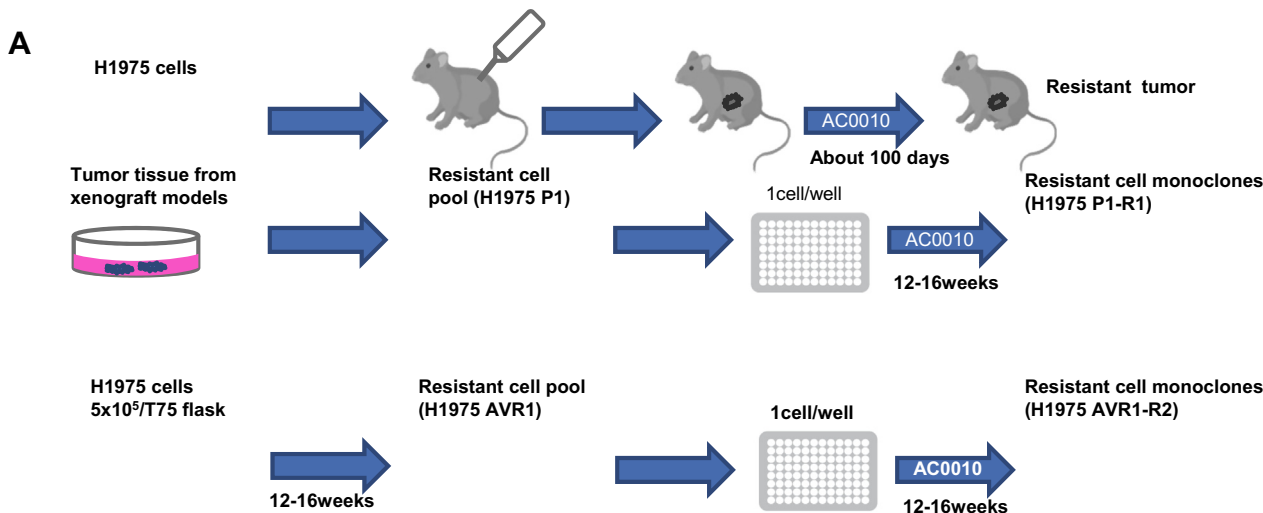 A
H1975 cells
AC0010
Resistant tumor
About 100 days
Tumor tissue from
xenograft models
Resistant cell
pool (H1975 P1)
1cell/well
AC0010
12-16weeks
Resistant cell monoclones
(H1975 P1-R1)
H1975 cells
5x10⁵/T75 flask
12-16weeks
Resistant cell pool
(H1975 AVR1)
1cell/well
AC0010
12-16weeks
Resistant cell monoclones
(H1975 AVR1-R2)